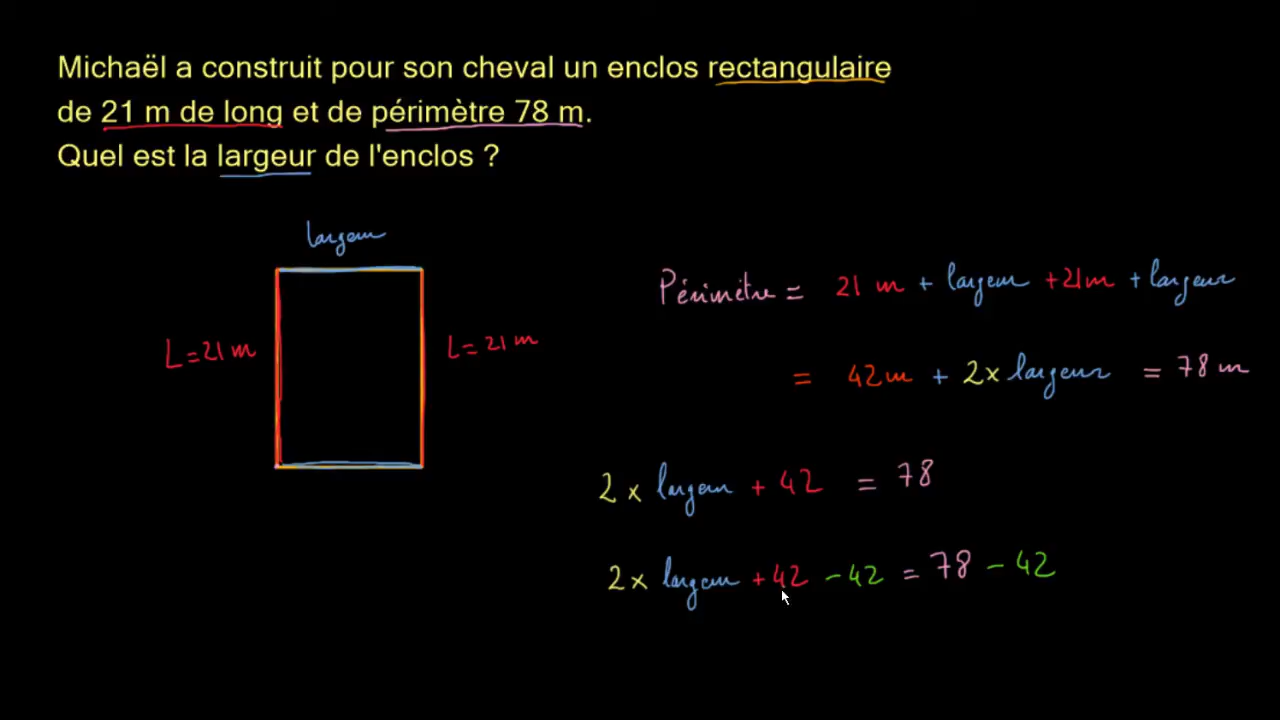 Michaël a construit pour son cheval un enclos rectangulaire
de 21 m de long et de périmètre 78 m.
Quel est la largeur de l'enclos ?
largeur
L = 21 m
L = 21 m
Périmètre = 21 m + largeur + 21 m + largeur
= 42 m + 2 x largeur = 78 m
2 x largeur + 42 = 78
2 x largeur + 42 - 42 = 78 - 42